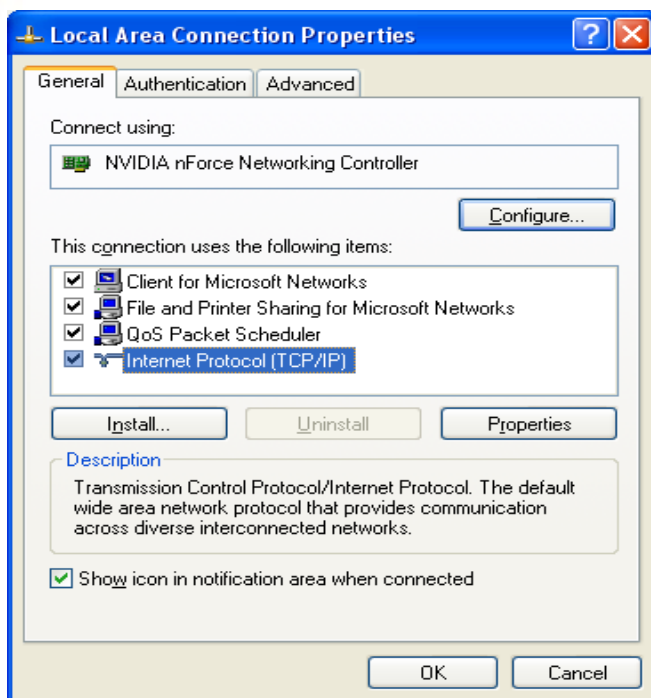 Local Area Connection Properties
General Authentication Advanced
Connect using:
NVIDIA nForce Networking Controller
Configure...
This connection uses the following items:
Client for Microsoft Networks
File and Printer Sharing for Microsoft Networks
QoS Packet Scheduler
Internet Protocol (TCP/IP)
Install... Uninstall Properties
Description
Transmission Control Protocol/Internet Protocol. The default
wide area network protocol that provides communication
across diverse interconnected networks.
Show icon in notification area when connected
OK Cancel